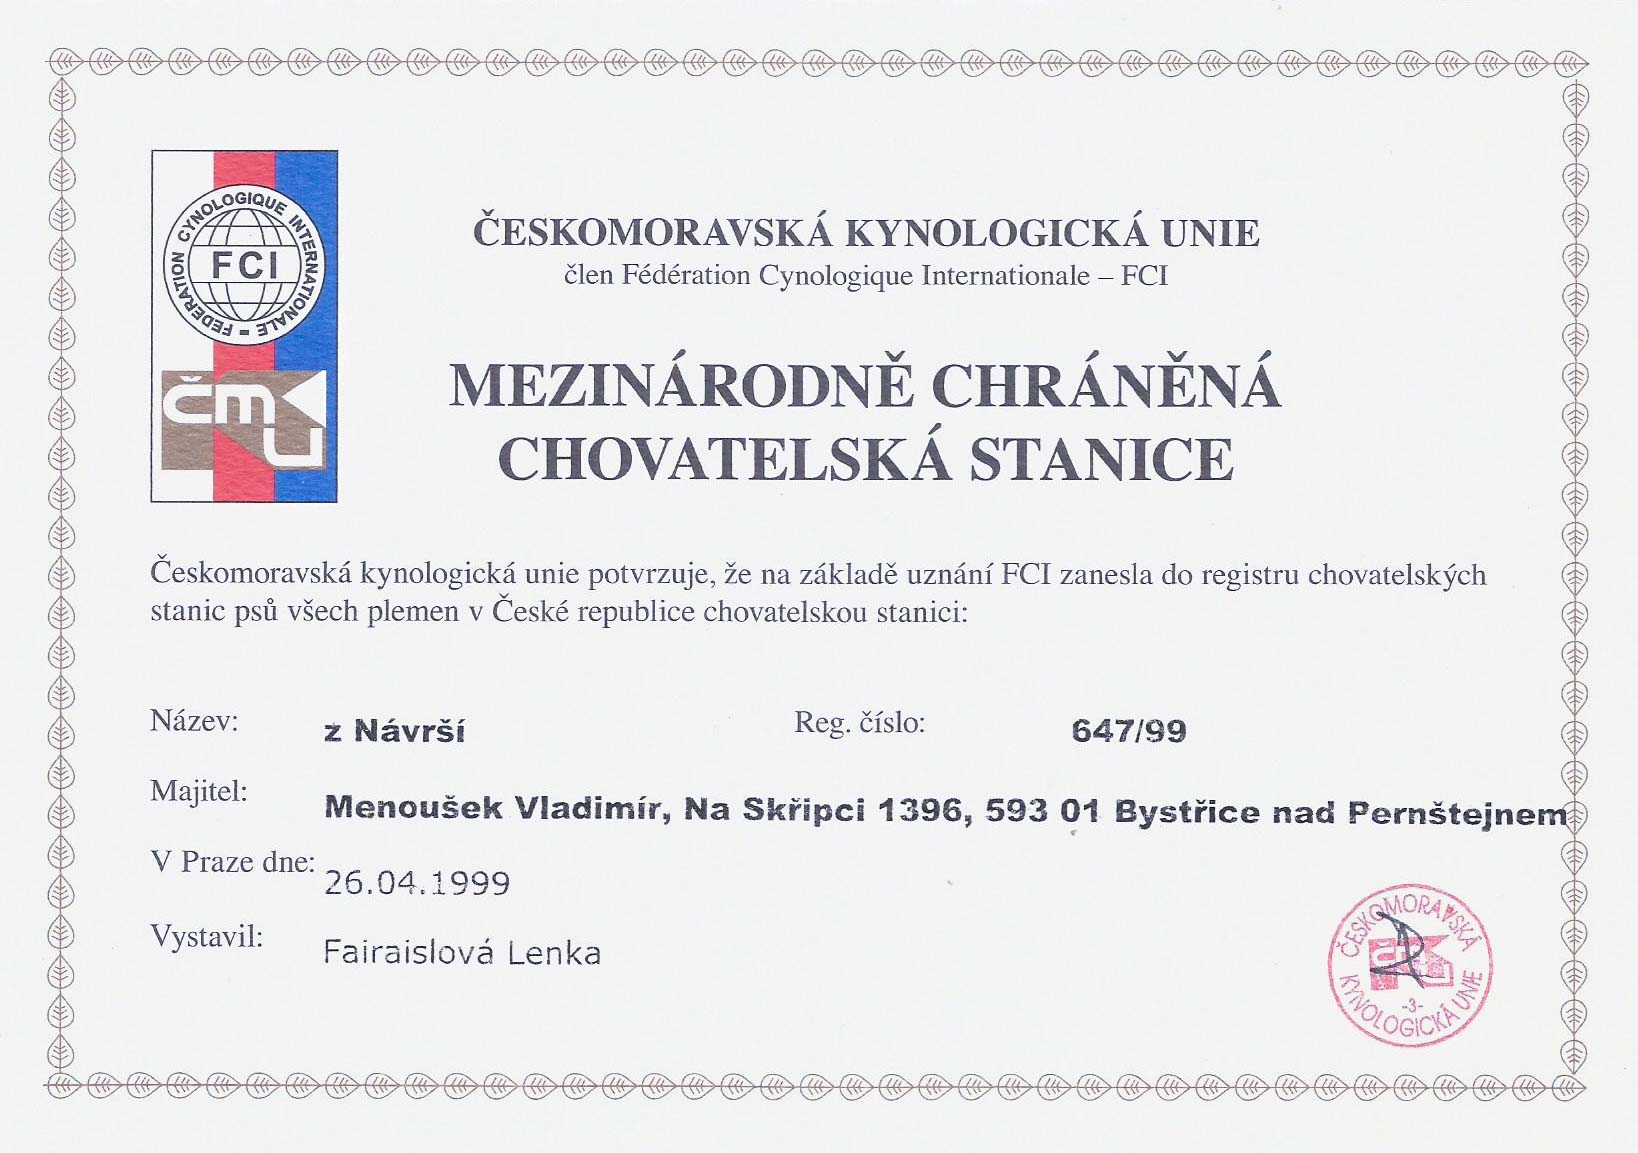 FEDERATION CYNOLOGIQUE INTERNATIONALE –
FCI
ČMKU
ČESKOMORAVSKÁ KYNOLOGICKÁ UNIE
člen Fédération Cynologique Internationale – FCI
MEZINÁRODNĚ CHRÁNĚNÁ
CHOVATELSKÁ STANICE
Českomoravská kynologická unie potvrzuje, že na základě uznání FCI zanesla do registru chovatelských
stanic psů všech plemen v České republice chovatelskou stanici:
Název: z Návrší Reg. číslo: 647/99
Majitel: Menoušek Vladimír, Na Skřipci 1396, 593 01 Bystřice nad Pernštejnem
V Praze dne: 26.04.1999
Vystavil: Fairaislová Lenka
ČESKOMORAVSKÁ
KYNOLOGICKÁ UNIE
-3-